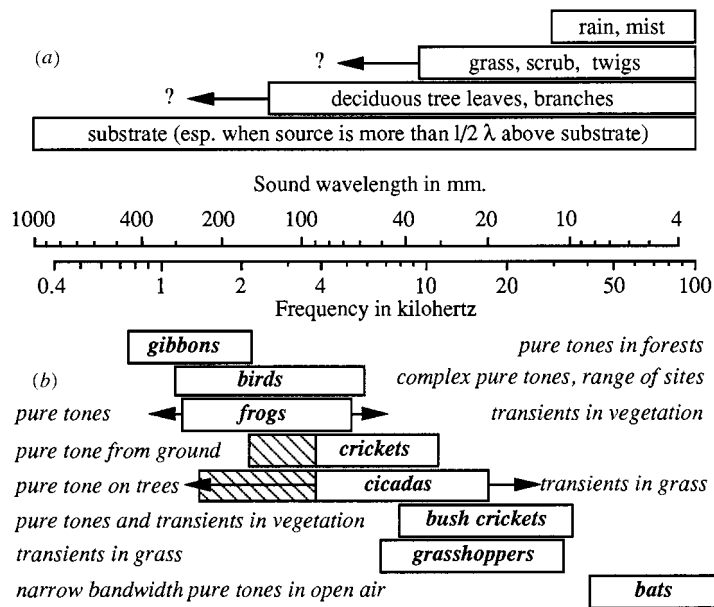 rain, mist
(a)
? grass, scrub, twigs
? deciduous tree leaves, branches
substrate (esp. when source is more than 1/2 λ above substrate)
Sound wavelength in mm.
1000 400 200 100 40 20 10 4
0.4 1 2 4 10 20 50 100
Frequency in kilohertz
gibbons pure tones in forests
(b) birds complex pure tones, range of sites
pure tones frogs transients in vegetation
pure tone from ground crickets
pure tone on trees cicadas transients in grass
pure tones and transients in vegetation bush crickets
transients in grass grasshoppers
narrow bandwidth pure tones in open air bats